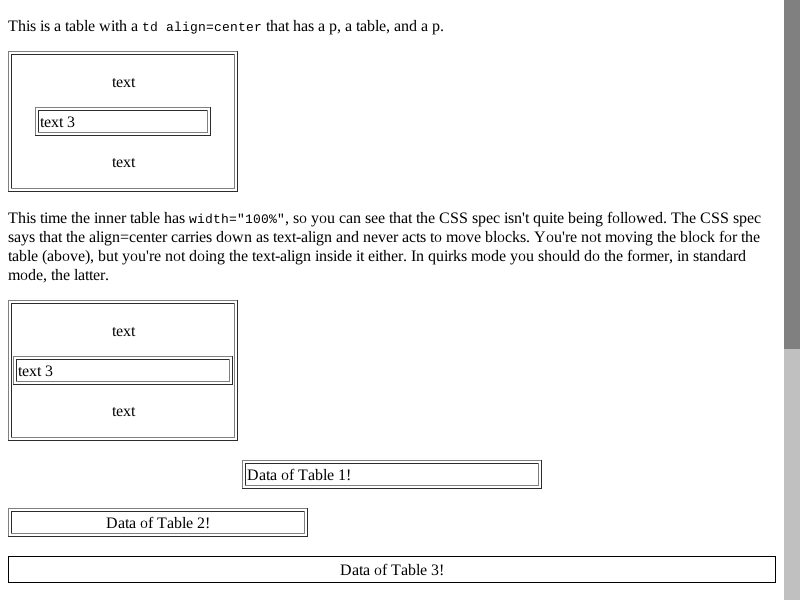 This is a table with a td align=center that has a p, a table, and a p.
text
text 3
text
This time the inner table has width="100%", so you can see that the CSS spec isn't quite being followed. The CSS spec
says that the align=center carries down as text-align and never acts to move blocks. You're not moving the block for the
table (above), but you're not doing the text-align inside it either. In quirks mode you should do the former, in standard
mode, the latter.
text
text 3
text
Data of Table 1!
Data of Table 2!
Data of Table 3!